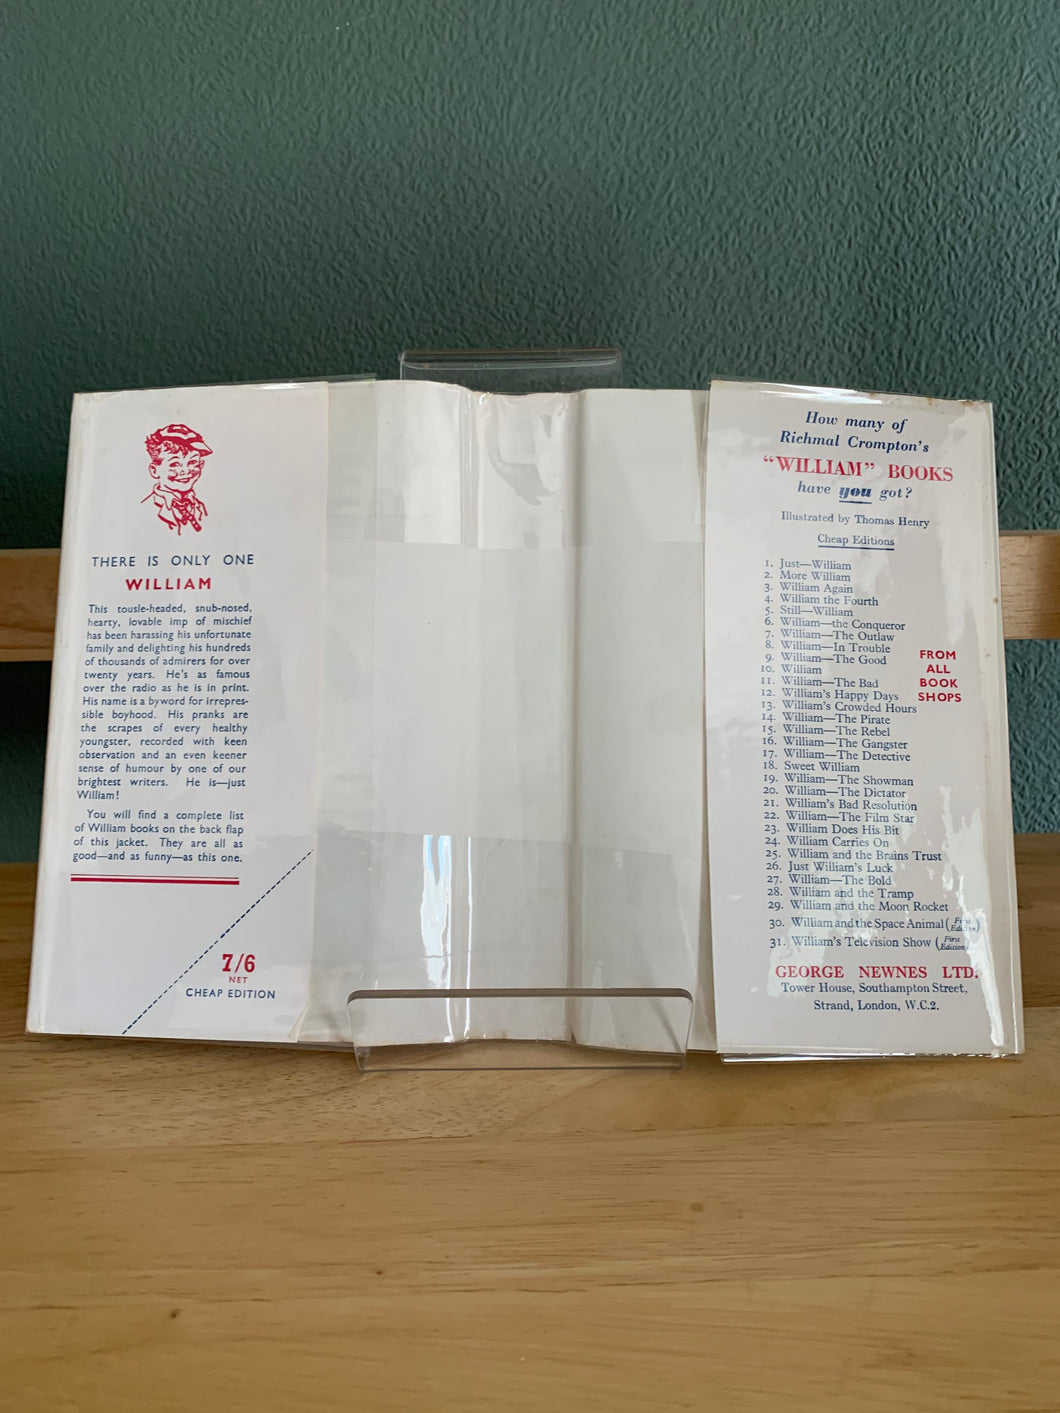 THERE IS ONLY ONE
WILLIAM
This tousle-headed, snub-nosed,
hearty, lovable imp of mischief
has been harassing his unfortunate
family and delighting his hundreds
of thousands of admirers for over
twenty years. He's as famous
over the radio as he is in print.
His name is a byword for irrepres-
sible boyhood. His pranks are
the scrapes of every healthy
youngster, recorded with keen
observation and an even keener
sense of humour by one of our
brightest writers. He is—just
William!
You will find a complete list
of William books on the back flap
of this jacket. They are all as
good—and as funny—as this one.
7/6
NET
CHEAP EDITION
How many of
Richmal Crompton's
“WILLIAM” BOOKS
have you got?
Illustrated by Thomas Henry
Cheap Editions
1. Just—William
2. More William
3. William Again
4. William the Fourth
5. Still—William
6. William—the Conqueror
7. William—The Outlaw
8. William—In Trouble
9. William—The Good
10. William
11. William—The Bad
12. William's Happy Days
13. William's Crowded Hours
14. William—The Pirate
15. William—The Rebel
16. William—The Gangster
17. William—The Detective
18. Sweet William
19. William—The Showman
20. William—The Dictator
21. William's Bad Resolution
22. William—The Film Star
23. William Does His Bit
24. William Carries On
25. William and the Brains Trust
26. Just William's Luck
27. William—The Bold
28. William and the Tramp
29. William and the Moon Rocket
30. William and the Space Animal (First Edition)
31. William's Television Show (First Edition)
FROM
ALL
BOOK
SHOPS
GEORGE NEWNES LTD.
Tower House, Southampton Street,
Strand, London, W.C.2.